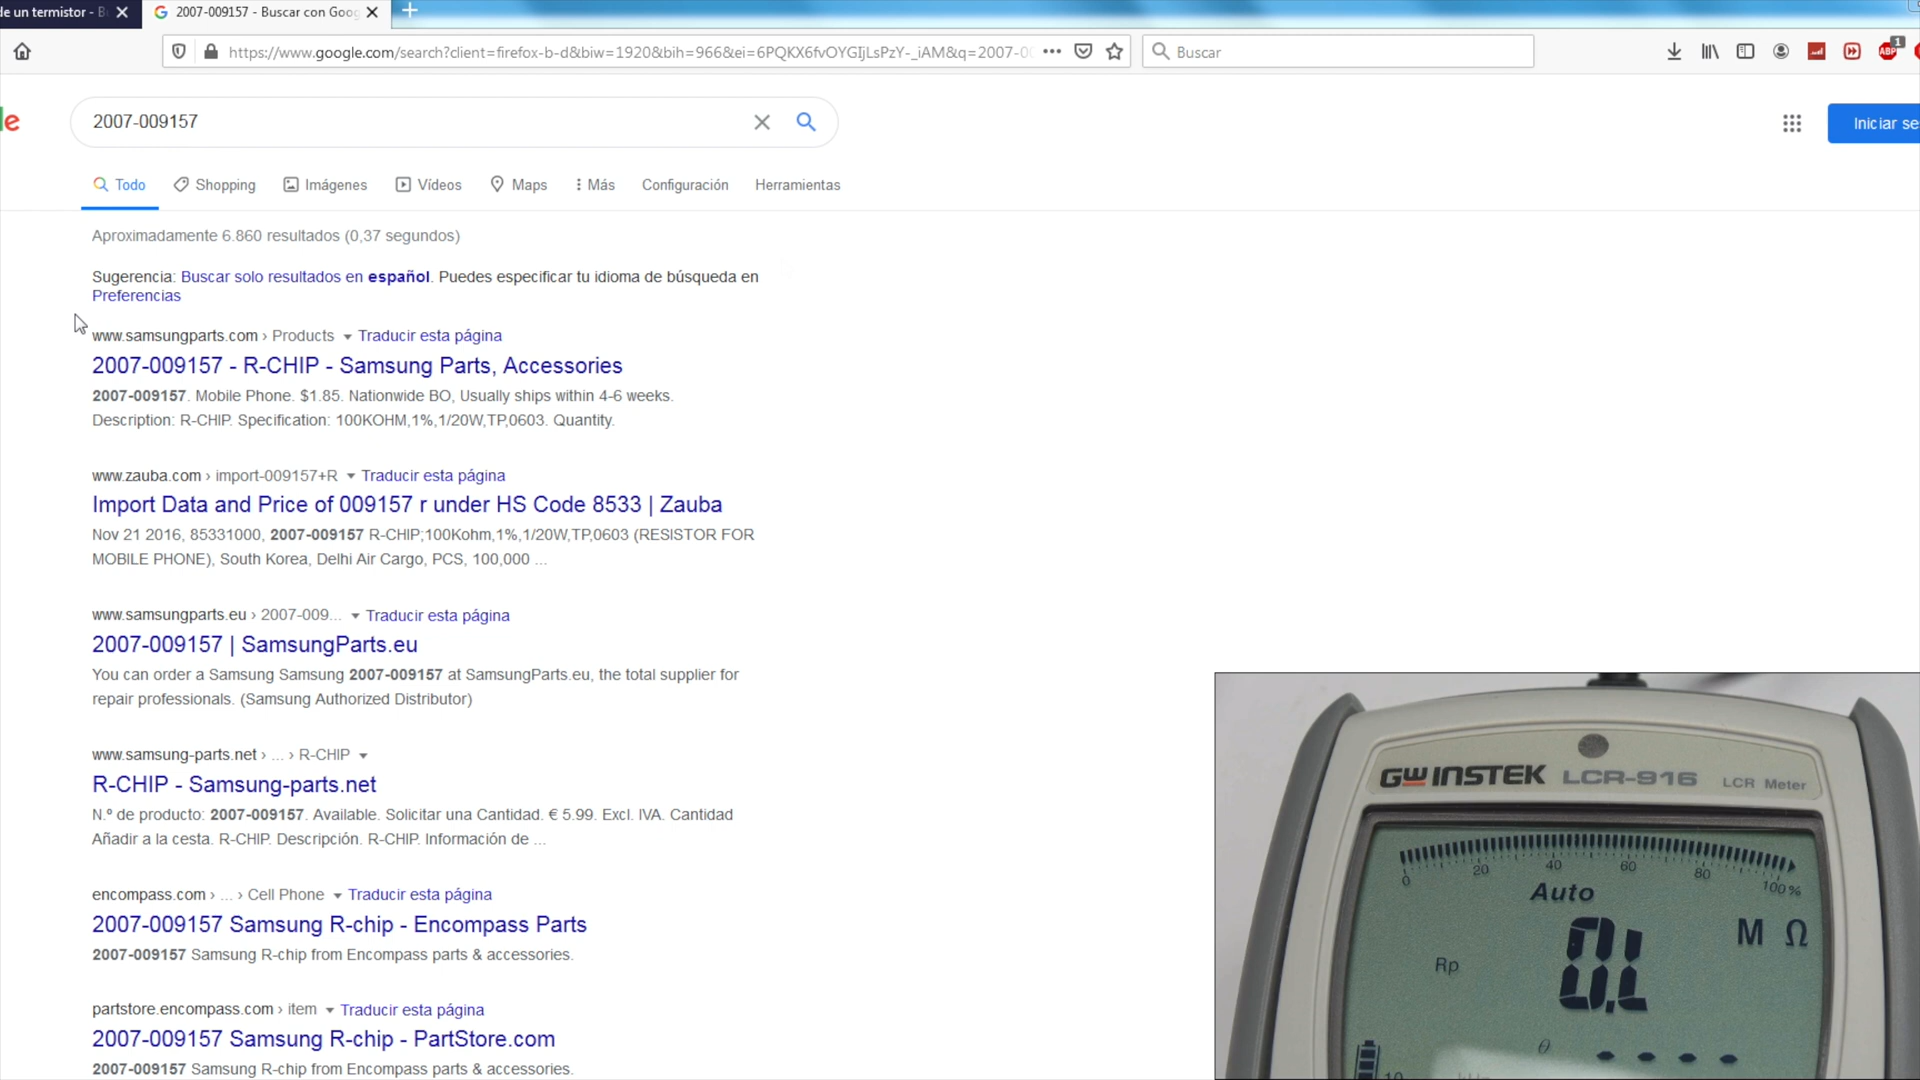 de un termistor -
2007-009157 - Buscar con Goog
https://www.google.com/search?client=firefox-b-d&biw=1920&bih=966&ei=6PQKX6fvOYGIjLsPzY-_iAM&q=2007-00
Buscar
ABP
1
le
2007-009157
Iniciar se
Todo Shopping Imágenes Vídeos Maps Más Configuración Herramientas
Aproximadamente 6.860 resultados (0,37 segundos)
Sugerencia: Buscar solo resultados en español. Puedes especificar tu idioma de búsqueda en
Preferencias
www.samsungparts.com › Products Traducir esta página
2007-009157 - R-CHIP - Samsung Parts, Accessories
2007-009157. Mobile Phone. $1.85. Nationwide BO, Usually ships within 4-6 weeks.
Description: R-CHIP. Specification: 100KOHM,1%,1/20W,TP,0603. Quantity.
www.zauba.com › import-009157+R Traducir esta página
Import Data and Price of 009157 r under HS Code 8533 | Zauba
Nov 21 2016, 85331000, 2007-009157 R-CHIP;100Kohm,1%,1/20W,TP,0603 (RESISTOR FOR
MOBILE PHONE), South Korea, Delhi Air Cargo, PCS, 100,000 ...
www.samsungparts.eu › 2007-009... Traducir esta página
2007-009157 | SamsungParts.eu
You can order a Samsung Samsung 2007-009157 at SamsungParts.eu, the total supplier for
repair professionals. (Samsung Authorized Distributor)
www.samsung-parts.net › ... › R-CHIP
R-CHIP - Samsung-parts.net
N.º de producto: 2007-009157. Available. Solicitar una Cantidad. € 5.99. Excl. IVA. Cantidad
Añadir a la cesta. R-CHIP. Descripción. R-CHIP. Información de ...
encompass.com › ... › Cell Phone Traducir esta página
2007-009157 Samsung R-chip - Encompass Parts
2007-009157 Samsung R-chip from Encompass parts & accessories.
partstore.encompass.com › item Traducir esta página
2007-009157 Samsung R-chip - PartStore.com
2007-009157 Samsung R-chip from Encompass parts & accessories.
GW INSTEK LCR-916 LCR Meter
0 20 40 60 80 100%
Auto
0.L M Ω
Rp
θ - - - -
10